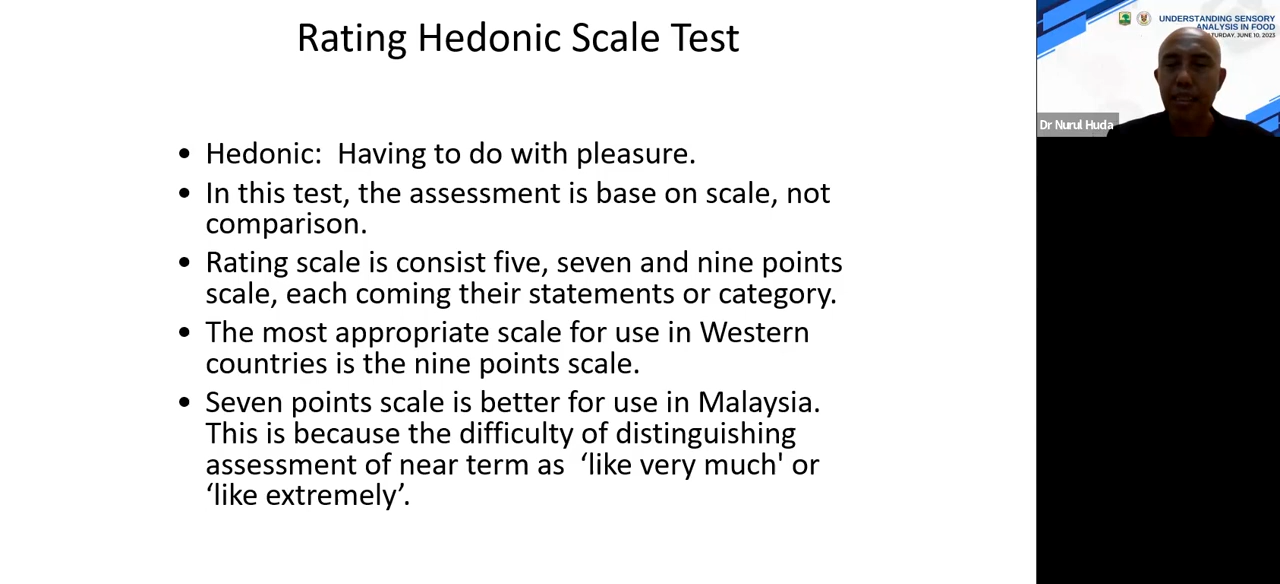 Rating Hedonic Scale Test
• Hedonic:  Having to do with pleasure.
• In this test, the assessment is base on scale, not
comparison.
• Rating scale is consist five, seven and nine points
scale, each coming their statements or category.
• The most appropriate scale for use in Western
countries is the nine points scale.
• Seven points scale is better for use in Malaysia.
This is because the difficulty of distinguishing
assessment of near term as  ‘like very much' or
‘like extremely’.
UNDERSTANDING SENSORY
ANALYSIS IN FOOD
JUNE 10, 2023
Dr Nurul Huda